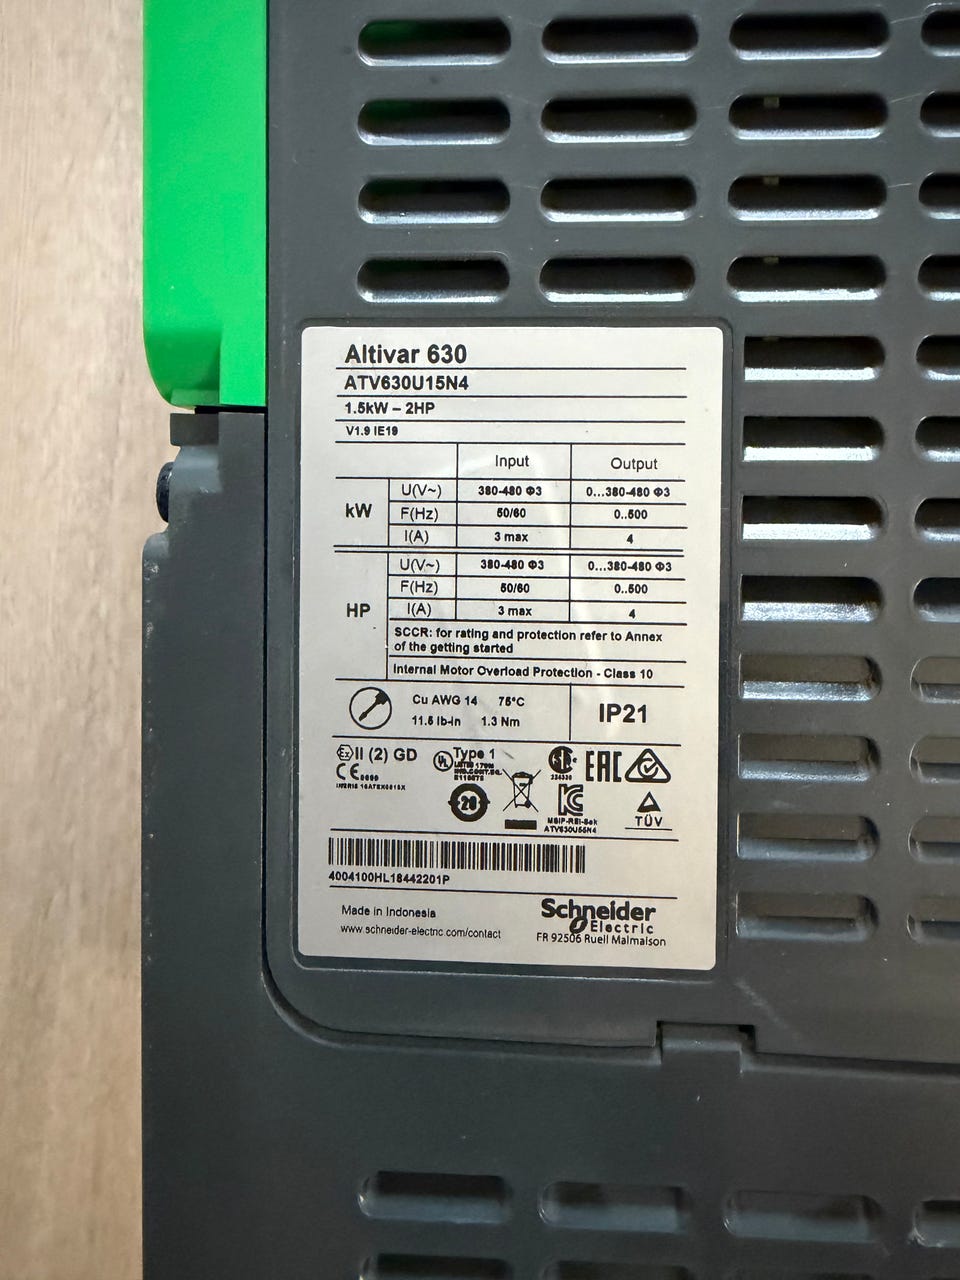 Altivar 630
ATV630U15N4
1.5kW – 2HP
V1.9 IE19
Input Output
kW
U(V~) 380-480 Φ3 0...380-480 Φ3
F(Hz) 50/60 0..500
I(A) 3 max 4
HP
U(V~) 380-480 Φ3 0...380-480 Φ3
F(Hz) 50/60 0..500
I(A) 3 max 4
SCCR: for rating and protection refer to Annex
of the getting started
Internal Motor Overload Protection - Class 10
Cu AWG 14 75°C
11.5 lb-in 1.3 Nm
IP21
Ex II (2) GD
CE
UL Type 1
EAC
20
KC
ATV630U55N4
TÜV
4004100HL18442201P
Made in Indonesia
www.schneider-electric.com/contact
Schneider
Electric
FR 92506 Rueil Malmaison